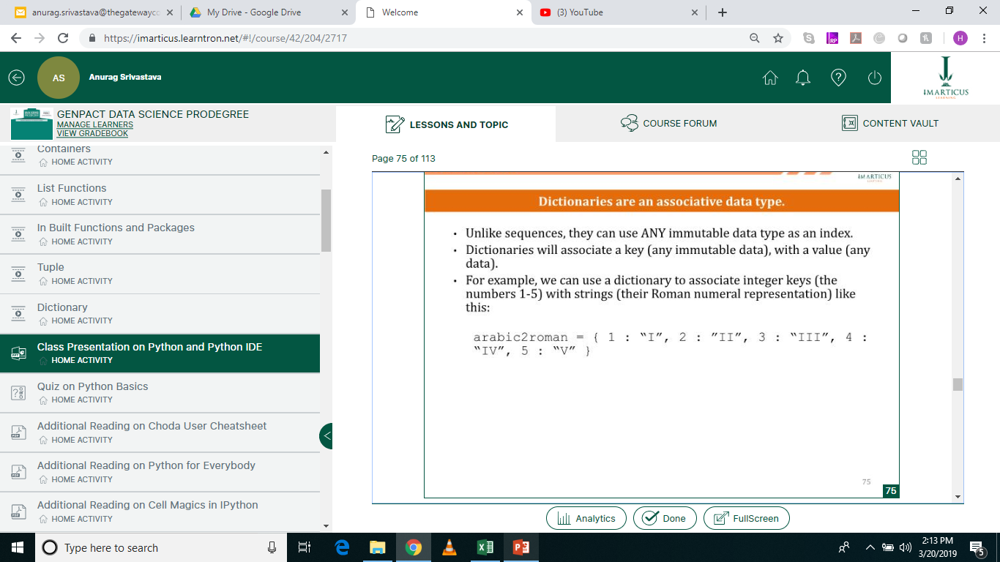 anurag.srivastava@thegatewayco
My Drive - Google Drive
Welcome
(3) YouTube
https://imarticus.learntron.net/#!/course/42/204/2717
RP
H
AS
Anurag Srivastava
IMARTICUS
LEARNING
GENPACT DATA SCIENCE PRODEGREE
MANAGE LEARNERS
VIEW GRADEBOOK
LESSONS AND TOPIC
COURSE FORUM
CONTENT VAULT
Containers
HOME ACTIVITY
List Functions
HOME ACTIVITY
In Built Functions and Packages
HOME ACTIVITY
Tuple
HOME ACTIVITY
Dictionary
HOME ACTIVITY
Class Presentation on Python and Python IDE
HOME ACTIVITY
Quiz on Python Basics
HOME ACTIVITY
Additional Reading on Choda User Cheatsheet
HOME ACTIVITY
Additional Reading on Python for Everybody
HOME ACTIVITY
Additional Reading on Cell Magics in IPython
HOME ACTIVITY
Page 75 of 113
IMARTICUS
Dictionaries are an associative data type.
• Unlike sequences, they can use ANY immutable data type as an index.
• Dictionaries will associate a key (any immutable data), with a value (any
data).
• For example, we can use a dictionary to associate integer keys (the
numbers 1-5) with strings (their Roman numeral representation) like
this:
arabic2roman = { 1 : “I”, 2 : ”II”, 3 : “III”, 4 :
“IV”, 5 : “V” }
75
75
Analytics
Done
FullScreen
Type here to search
2:13 PM
3/20/2019
5